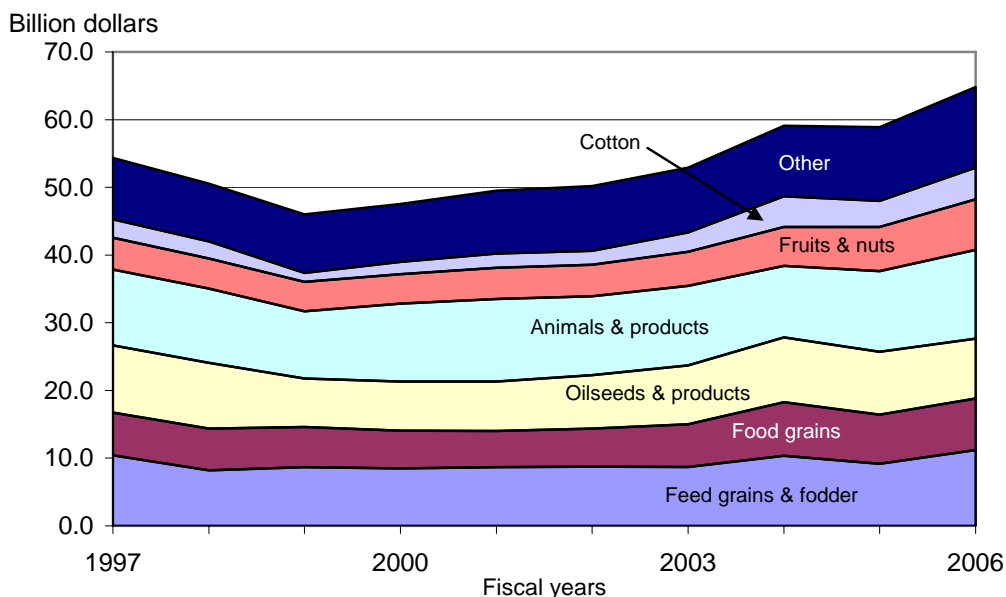 Billion dollars
70.0
60.0
Cotton
Other
50.0
40.0
Fruits & nuts
30.0
Animals & products
20.0
Oilseeds & products
Food grains
10.0
Feed grains & fodder
0.0
1997 2000 2003 2006
Fiscal years